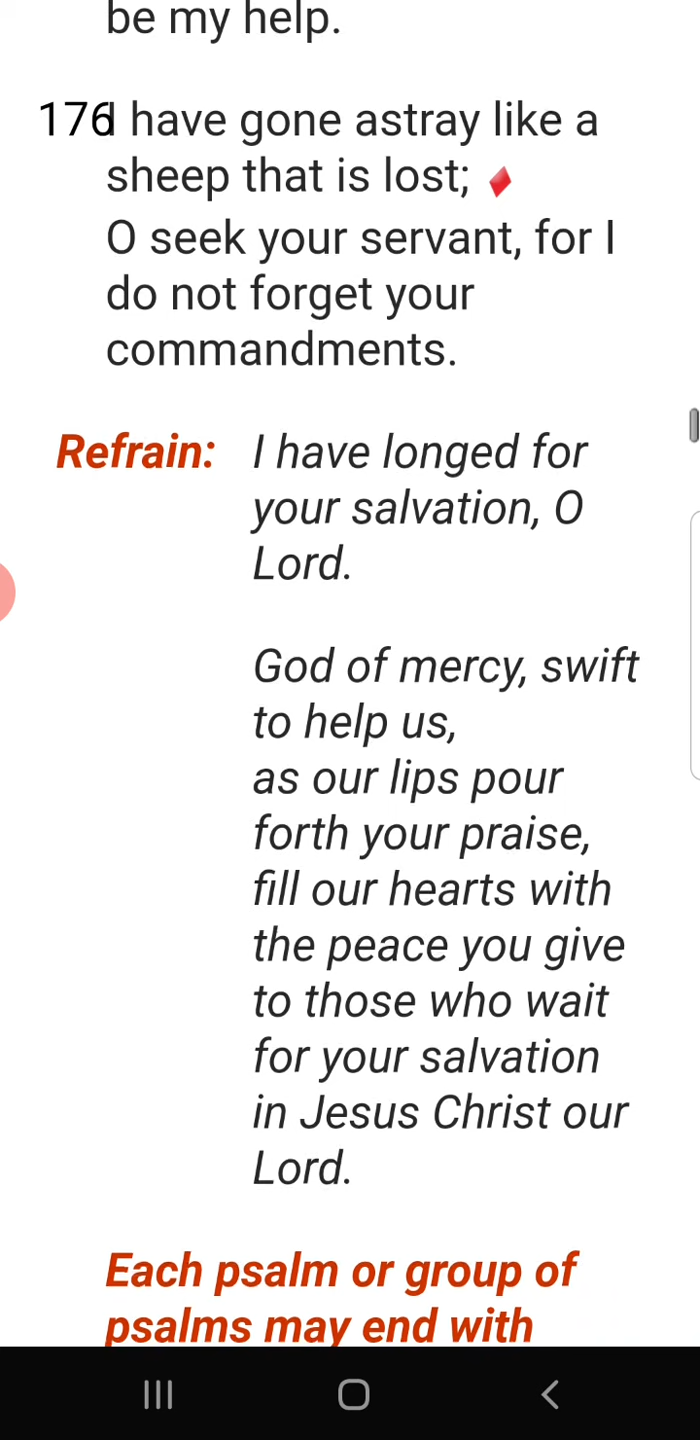 be my help.
176 I have gone astray like a
sheep that is lost; ♦
O seek your servant, for I
do not forget your
commandments.
Refrain: I have longed for
your salvation, O
Lord.
God of mercy, swift
to help us,
as our lips pour
forth your praise,
fill our hearts with
the peace you give
to those who wait
for your salvation
in Jesus Christ our
Lord.
Each psalm or group of
psalms may end with